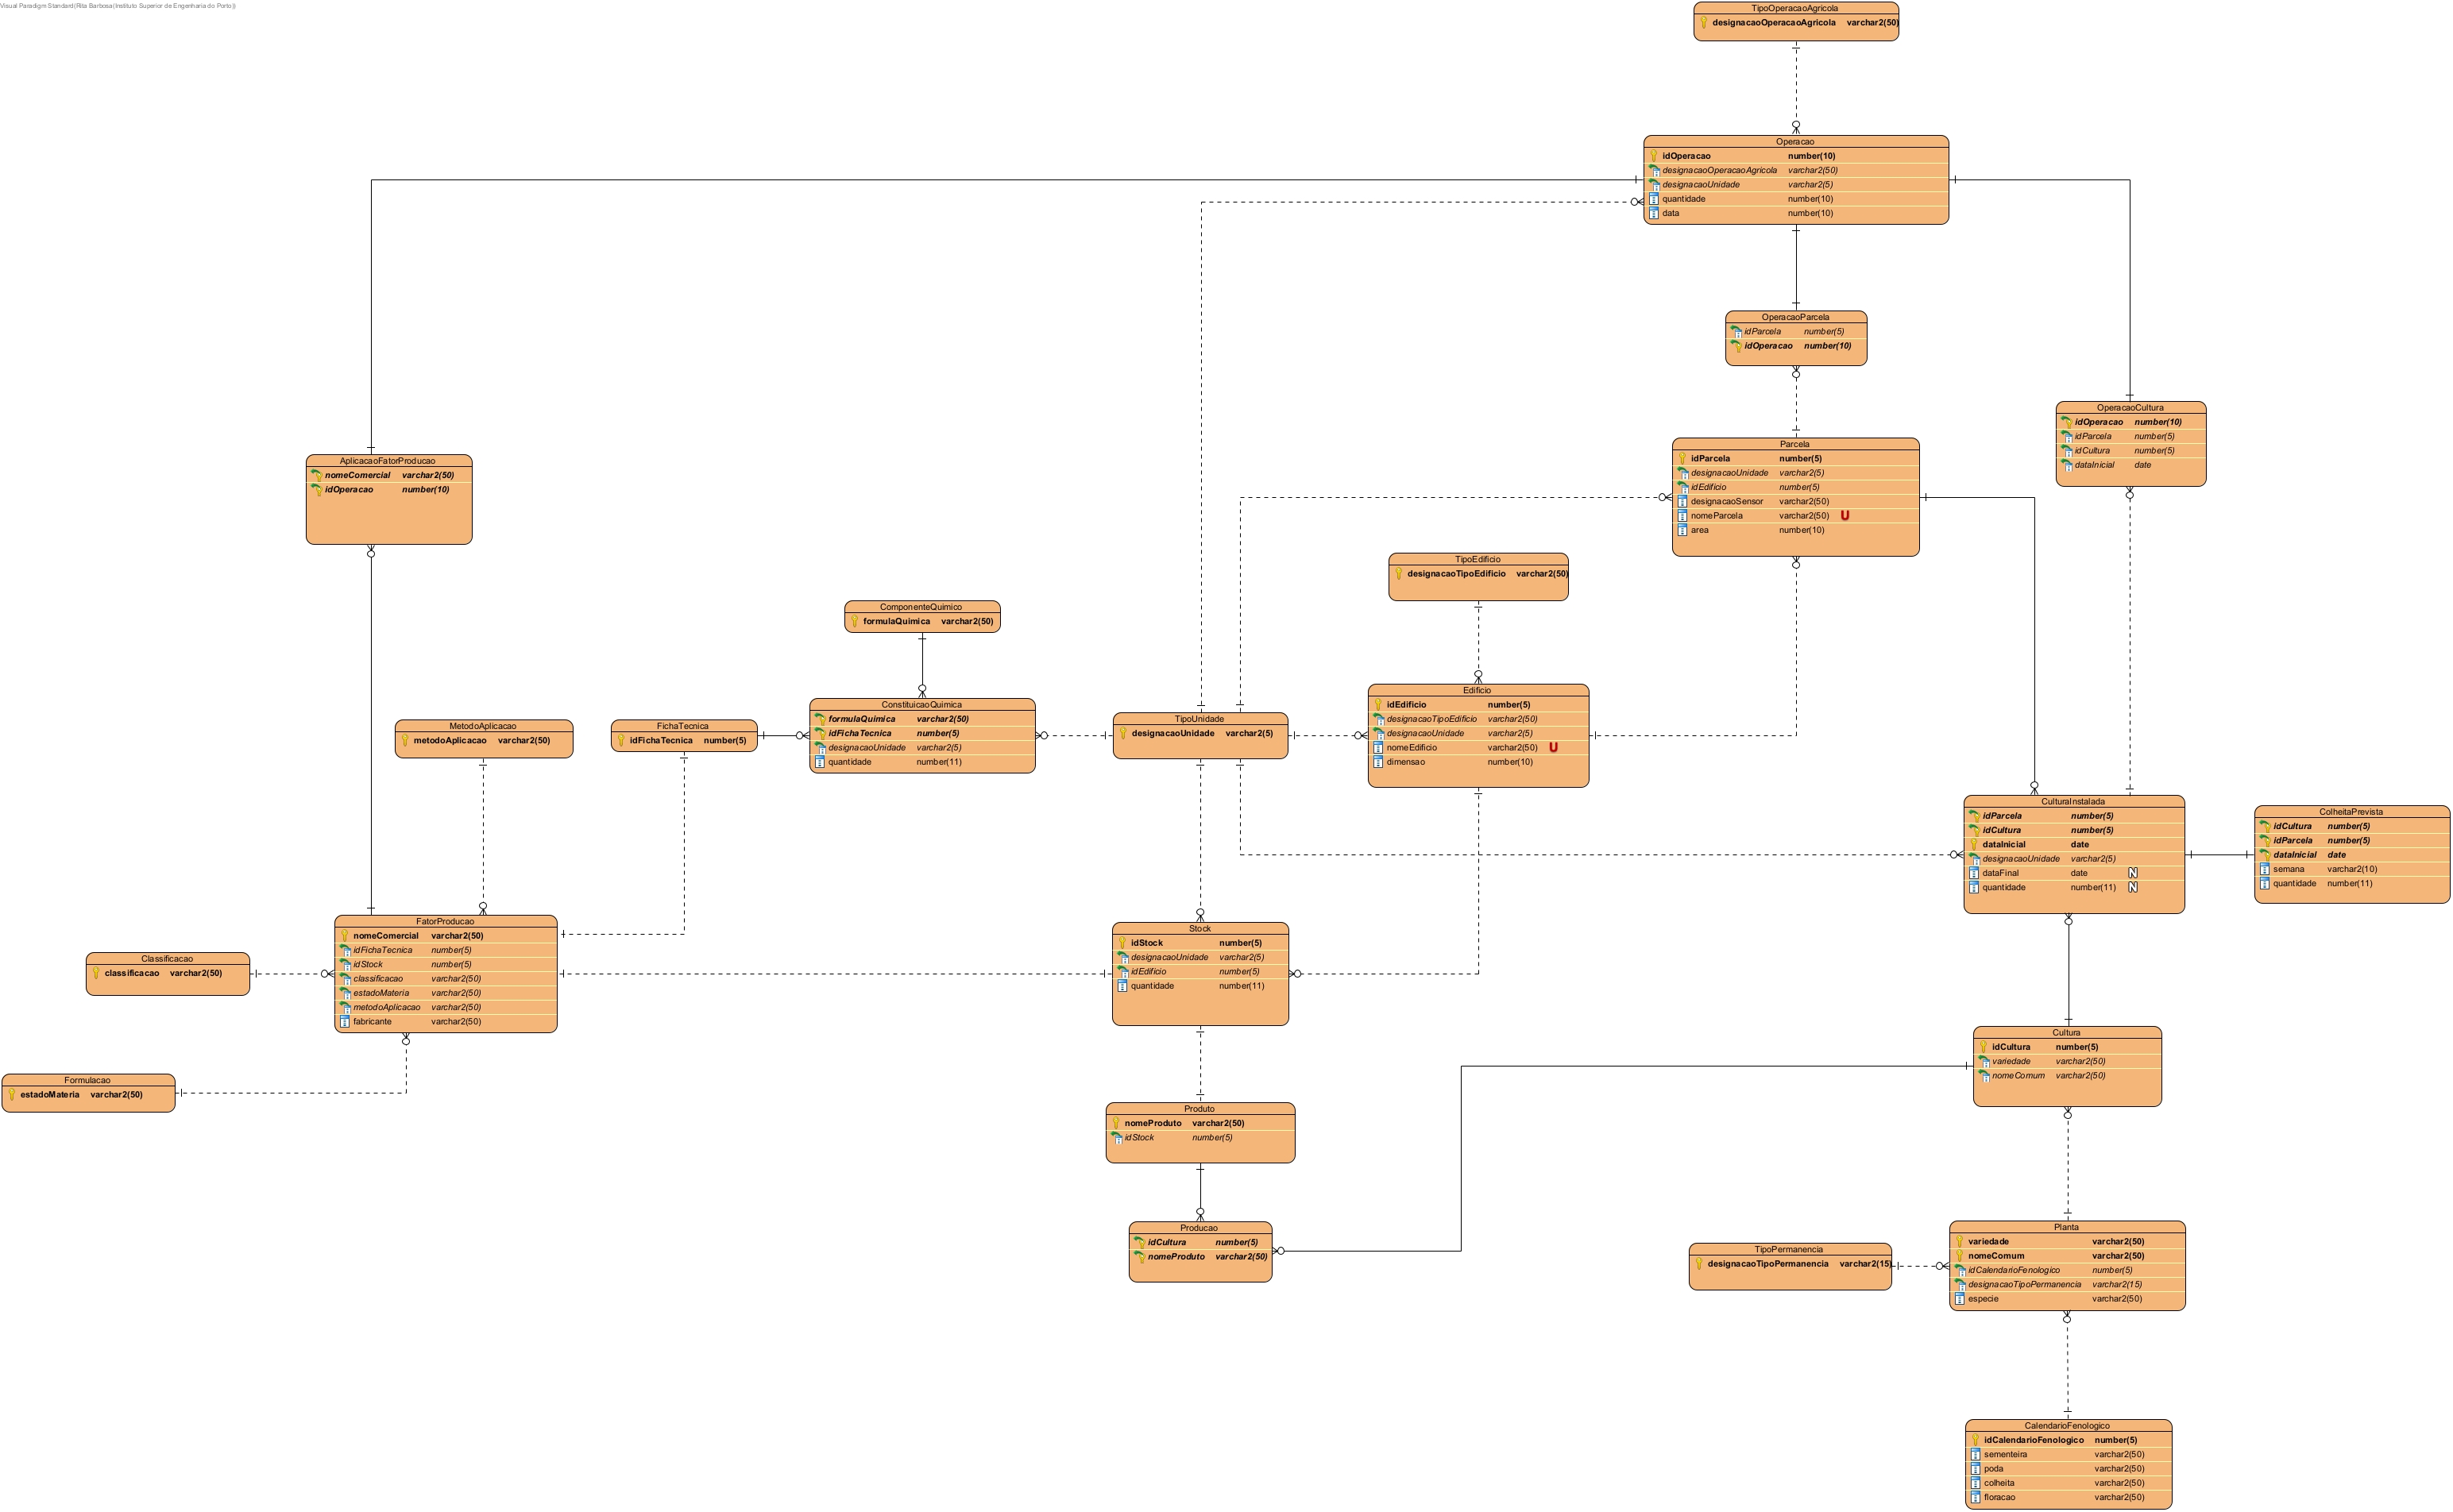 Visual Paradigm Standard(Rita Barbosa(Instituto Superior de Engenharia do Porto))
TipoOperacaoAgricola
designacaoOperacaoAgricola varchar2(50)
Operacao
idOperacao number(10)
designacaoOperacaoAgricola varchar2(50)
designacaoUnidade varchar2(5)
quantidade number(10)
data number(10)
OperacaoParcela
idParcela number(5)
idOperacao number(10)
OperacaoCultura
idOperacao number(10)
idParcela number(5)
idCultura number(5)
dataInicial date
AplicacaoFatorProducao
nomeComercial varchar2(50)
idOperacao number(10)
Parcela
idParcela number(5)
designacaoUnidade varchar2(5)
idEdificio number(5)
designacaoSensor varchar2(50)
nomeParcela varchar2(50) U
area number(10)
TipoEdificio
designacaoTipoEdificio varchar2(50)
ComponenteQuimico
formulaQuimica varchar2(50)
MetodoAplicacao
metodoAplicacao varchar2(50)
FichaTecnica
idFichaTecnica number(5)
ConstituicaoQuimica
formulaQuimica varchar2(50)
idFichaTecnica number(5)
designacaoUnidade varchar2(5)
quantidade number(11)
TipoUnidade
designacaoUnidade varchar2(5)
Edificio
idEdificio number(5)
designacaoTipoEdificio varchar2(50)
designacaoUnidade varchar2(5)
nomeEdificio varchar2(50) U
dimensao number(10)
CulturaInstalada
idParcela number(5)
idCultura number(5)
dataInicial date
designacaoUnidade varchar2(5)
dataFinal date N
quantidade number(11) N
ColheitaPrevista
idCultura number(5)
idParcela number(5)
dataInicial date
semana varchar2(10)
quantidade number(11)
Classificacao
classificacao varchar2(50)
FatorProducao
nomeComercial varchar2(50)
idFichaTecnica number(5)
idStock number(5)
classificacao varchar2(50)
estadoMateria varchar2(50)
metodoAplicacao varchar2(50)
fabricante varchar2(50)
Stock
idStock number(5)
designacaoUnidade varchar2(5)
idEdificio number(5)
quantidade number(11)
Formulacao
estadoMateria varchar2(50)
Cultura
idCultura number(5)
variedade varchar2(50)
nomeComum varchar2(50)
Produto
nomeProduto varchar2(50)
idStock number(5)
Producao
idCultura number(5)
nomeProduto varchar2(50)
TipoPermanencia
designacaoTipoPermanencia varchar2(15)
Planta
variedade varchar2(50)
nomeComum varchar2(50)
idCalendarioFenologico number(5)
designacaoTipoPermanencia varchar2(15)
especie varchar2(50)
CalendarioFenologico
idCalendarioFenologico number(5)
sementeira varchar2(50)
poda varchar2(50)
colheita varchar2(50)
floracao varchar2(50)